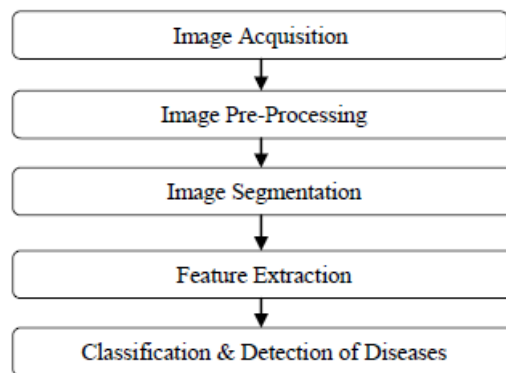 Image Acquisition
Image Pre-Processing
Image Segmentation
Feature Extraction
Classification & Detection of Diseases